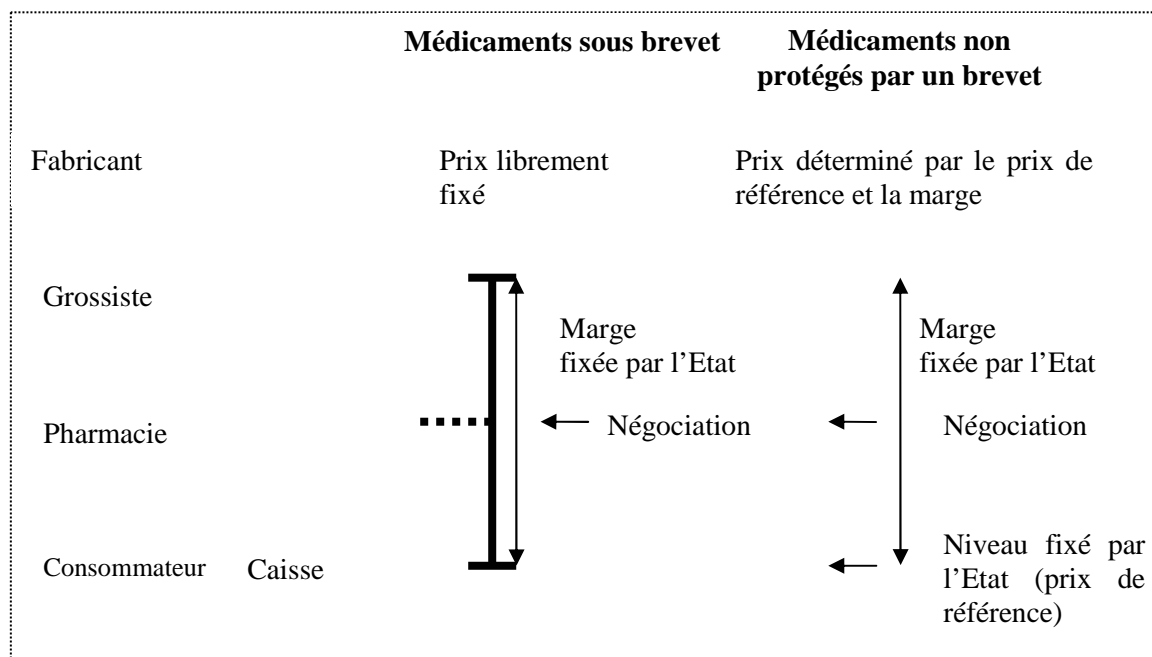 Médicaments sous brevet
Médicaments non
protégés par un brevet
Fabricant
Prix librement
fixé
Prix déterminé par le prix de
référence et la marge
Grossiste
Marge
fixée par l’Etat
Marge
fixée par l’Etat
Pharmacie
Négociation
Négociation
Consommateur Caisse
Niveau fixé par
l’Etat (prix de
référence)